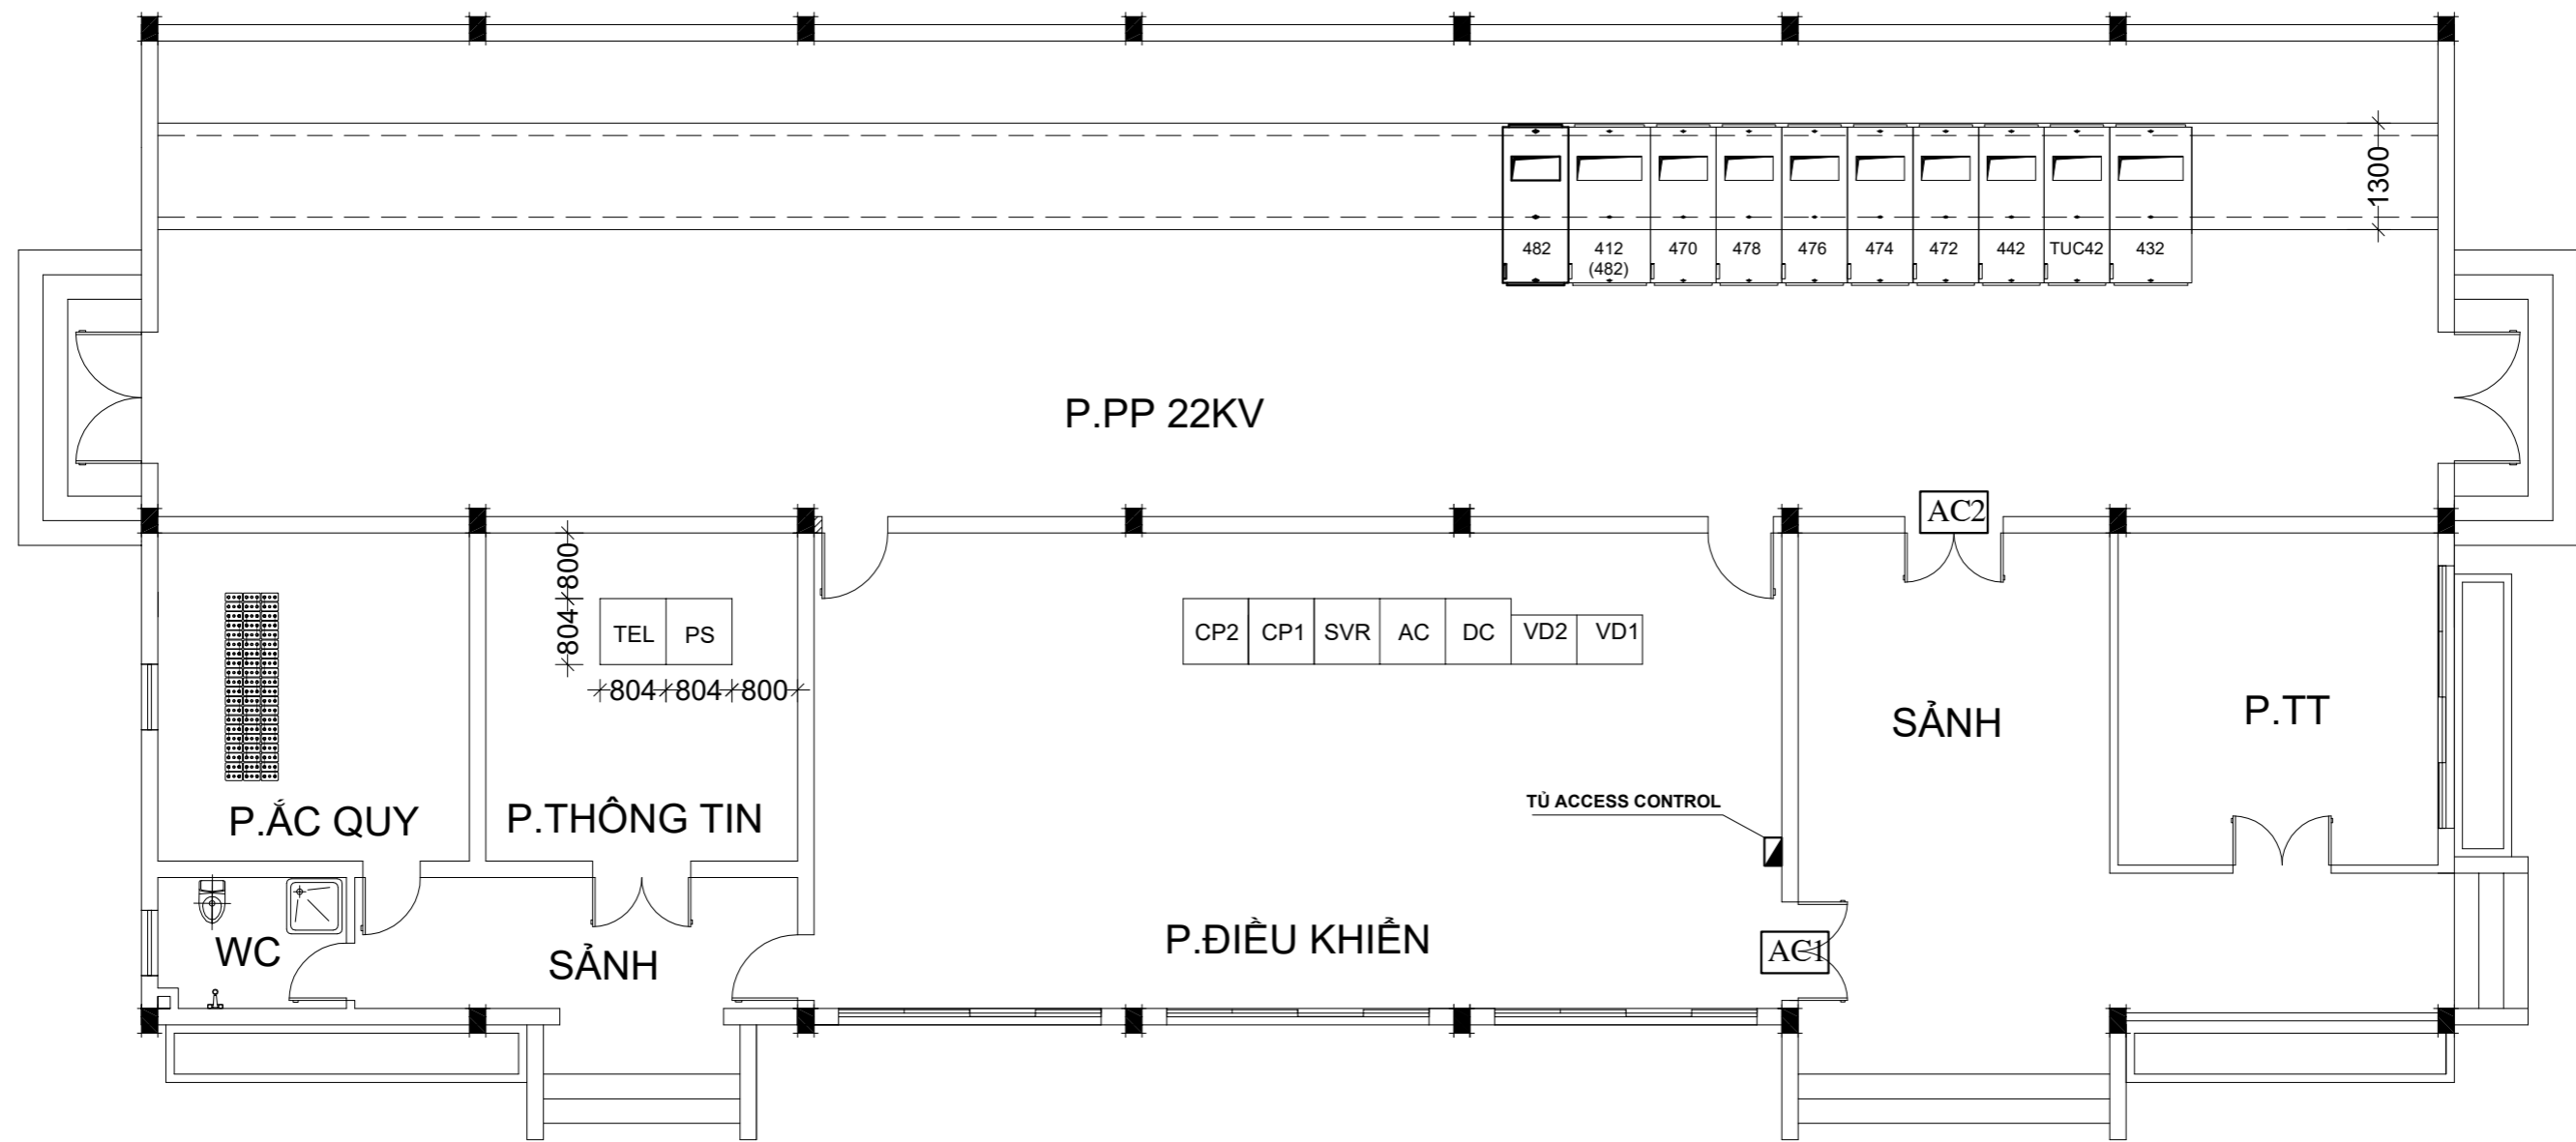 1300
482
412
(482)
470
478
476
474
472
442
TUC42
432
P.PP 22KV
AC2
800
804
TEL
PS
804
804
800
CP2
CP1
SVR
AC
DC
VD2
VD1
P.TT
SẢNH
TỦ ACCESS CONTROL
P.ẮC QUY
P.THÔNG TIN
P.ĐIỀU KHIỂN
AC1
WC
SẢNH